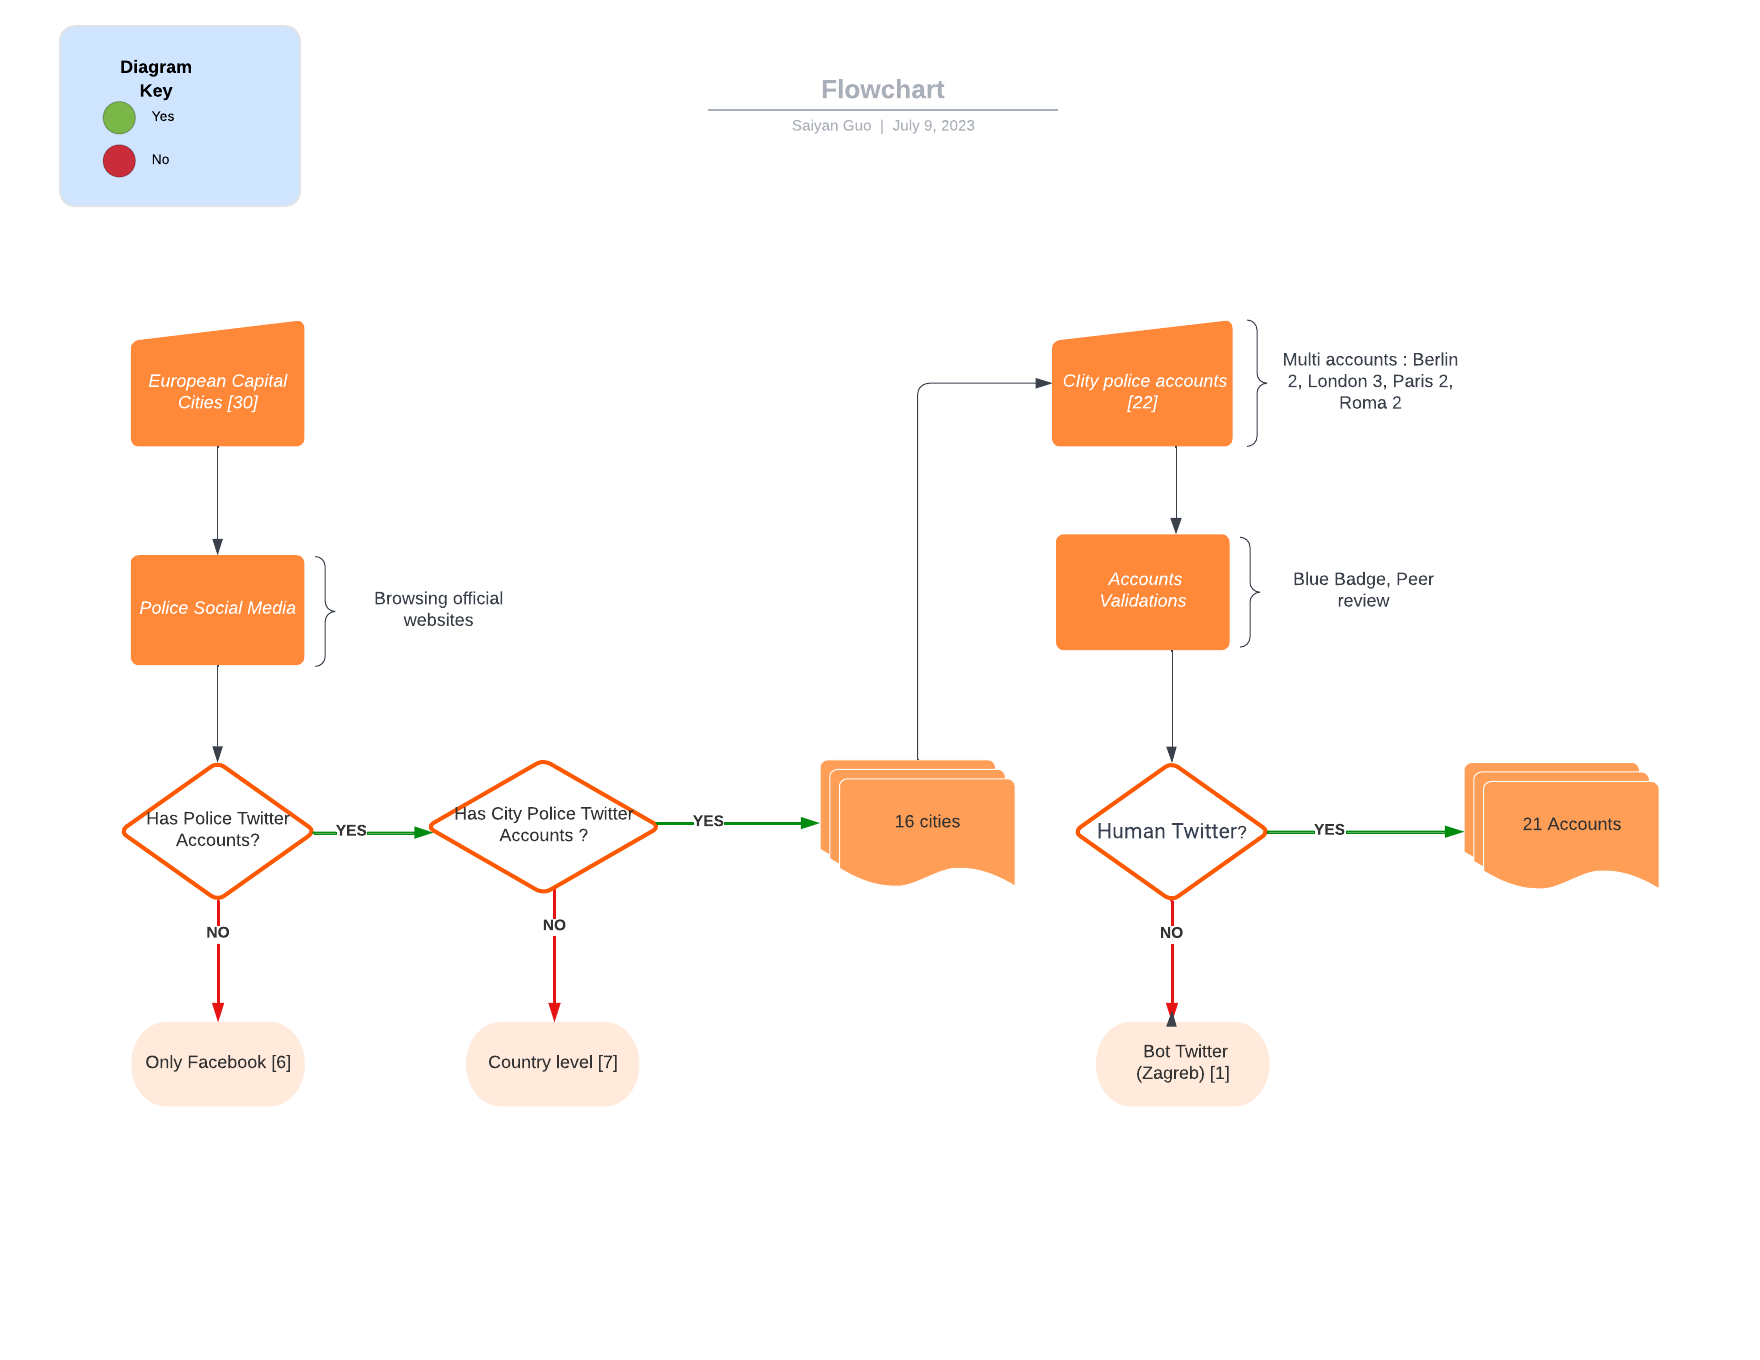 Diagram
Key
Yes
No
Flowchart
Saiyan Guo | July 9, 2023
European Capital
Cities [30]
CIity police accounts
[22]
Multi accounts : Berlin
2, London 3, Paris 2,
Roma 2
Police Social Media
Browsing official
websites
Accounts
Validations
Blue Badge, Peer
review
Has Police Twitter
Accounts?
YES
Has City Police Twitter
Accounts ?
YES
16 cities
Human Twitter?
YES
21 Accounts
NO
NO
NO
Only Facebook [6]
Country level [7]
Bot Twitter
(Zagreb) [1]